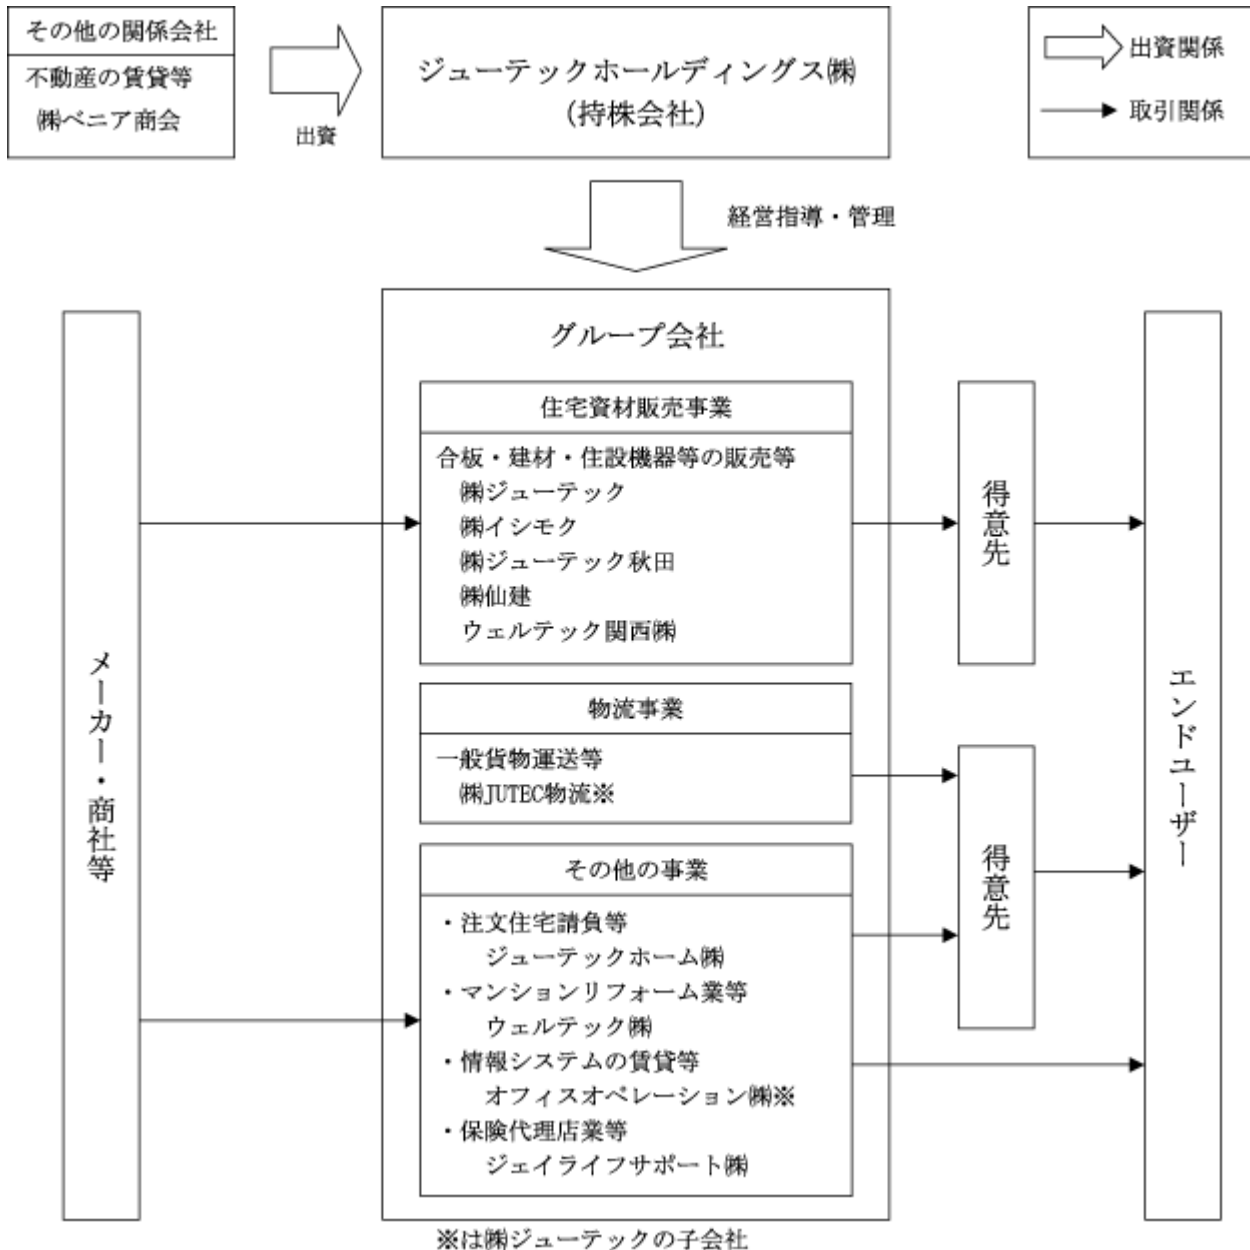 その他の関係会社
不動産の賃貸等
㈱ベニア商会
出資
ジューテックホールディングス㈱
(持株会社)
出資関係
取引関係
経営指導・管理
グループ会社
住宅資材販売事業
合板・建材・住設機器等の販売等
㈱ジューテック
㈱イシモク
㈱ジューテック秋田
㈱仙建
ウェルテック関西㈱
物流事業
一般貨物運送等
㈱JUTEC物流※
その他の事業
・注文住宅請負等
ジューテックホーム㈱
・マンションリフォーム業等
ウェルテック㈱
・情報システムの賃貸等
オフィスオペレーション㈱※
・保険代理店業等
ジェイライフサポート㈱
メーカー・商社等
得意先
得意先
エンドユーザー
※は㈱ジューテックの子会社